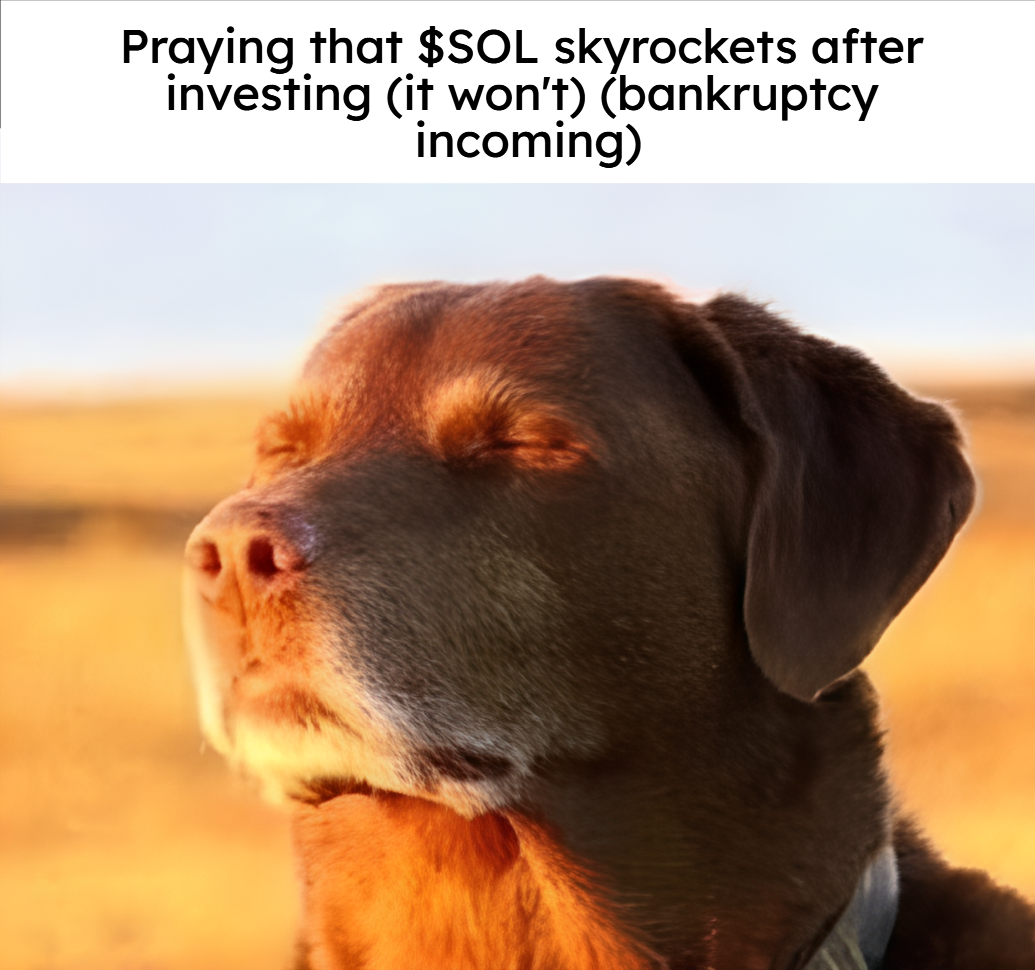 Praying that $SOL skyrockets after
investing (it won't) (bankruptcy
incoming)